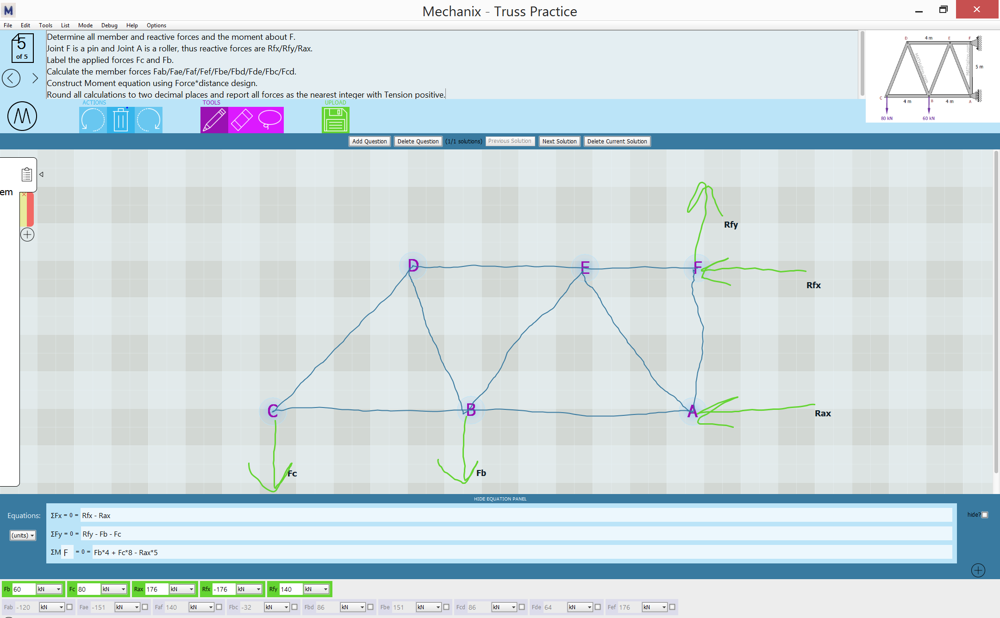 M Mechanix - Truss Practice
File Edit Tools List Mode Debug Help Options
5
of 5
Determine all member and reactive forces and the moment about F.
Joint F is a pin and Joint A is a roller, thus reactive forces are Rfx/Rfy/Rax.
Label the applied forces Fc and Fb.
Calculate the member forces Fab/Fae/Faf/Fef/Fbe/Fbd/Fde/Fbc/Fcd.
Construct Moment equation using Force*distance design.
Round all calculations to two decimal places and report all forces as the nearest integer with Tension positive.
D 4 m E F
MATHalino.com
MATHalino.com
5 m
C 4 m B 4 m A
80 kN 60 kN
M
ACTIONS TOOLS UPLOAD
Add Question Delete Question (1/1 solutions) Previous Solution Next Solution Delete Current Solution
em
Rfy
D E F
Rfx
C B A
Rax
Fc Fb
HIDE EQUATION PANEL
Equations: ΣFx = 0 = Rfx - Rax hide?
(units) ΣFy = 0 = Rfy - Fb - Fc
ΣM F = 0 = Fb*4 + Fc*8 - Rax*5
Fb 60 kN Fc 80 kN Rax 176 kN Rfx -176 kN Rfy 140 kN
Fab -120 kN Fae -151 kN Faf 140 kN Fbc -32 kN Fbd 86 kN Fbe 151 kN Fcd 86 kN Fde 64 kN Fef 176 kN